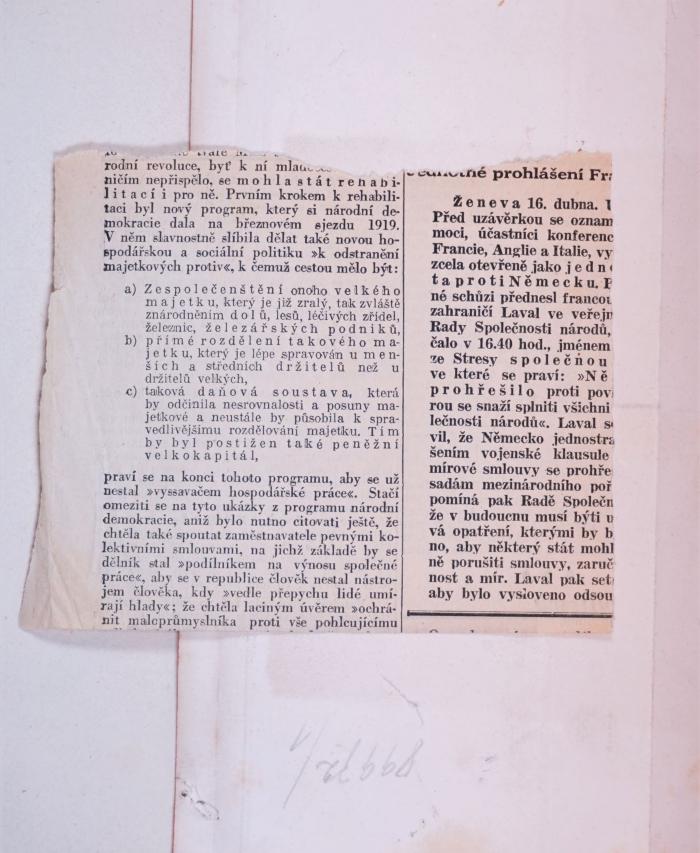 rodní revoluce, byť k ní
ničím nepřispělo, se mohla stát rehabi-
litací i pro ně. Prvním krokem k rehabili-
taci byl nový program, který si národní de-
mokracie dala na březnovém sjezdu 1919.
V něm slavnostně slíbila dělat také novou ho-
spodářskou a sociální politiku »k odstranění
majetkových protiv«, k čemuž cestou mělo být:
a) Zespolečenštění onoho velkého
majetku, který je již zralý, tak zvláště
znárodněním dolů, lesů, léčivých zřídel,
železnic, železářských podniků,
b) přímé rozdělení takového ma-
jetku, který je lépe spravován u men-
ších a středních držitelů než u
držitelů velkých,
c) taková daňová soustava, která
by odčinila nesrovnalosti a posuny ma-
jetkové a neustále by působila k spra-
vedlivějšimu rozdělování majetku. Tím
by byl postižen také peněžní
velkokapitál,
praví se na konci tohoto programu, aby se už
nestal »vyssavačem hospodářské práce«. Stačí
omeziti se na tyto ukázky z programu národní
demokracie, aniž bylo nutno citovati ještě, že
chtěla také spoutat zaměstnavatele pevnými ko-
lektivními smlouvami, na jichž základě by se
dělník stal »podílníkem na výnosu společné
práce«, aby se v republice člověk nestal nástro-
jem člověka, kdy »vedle přepychu lidé umí-
rají hlady«; že chtěla laciným úvěrem »ochrá-
nit maloprůmyslníka proti vše pohlcujícímu
prohlášení
Ženeva 16. dubna.
Před uzávěrkou se oznam
moci, účastníci konferenc
Francie, Anglie a Italie, vy
zcela otevřeně jako jedn
ta proti Německu. P
né schůzi přednesl francou
zahraničí Laval ve veřejn
Rady Společnosti národů,
čalo v 16.40 hod., jménem
ze Stresy společnou
ve které se praví: »Ně
prohřešilo proti pov
rou se snaží splniti všichni
lečnosti národů«. Laval s
vil, že Německo jednostra
šením vojenské klausule
mírové smlouvy se prohře
sadám mezinárodního poř
pomíná pak Radě Společn
že v budoucnu musí býti u
vá opatření, kterými by b
no, aby některý stát mohl
ně porušiti smlouvy, zaruč
nost a mír. Laval pak set
aby bylo vysloveno odsou